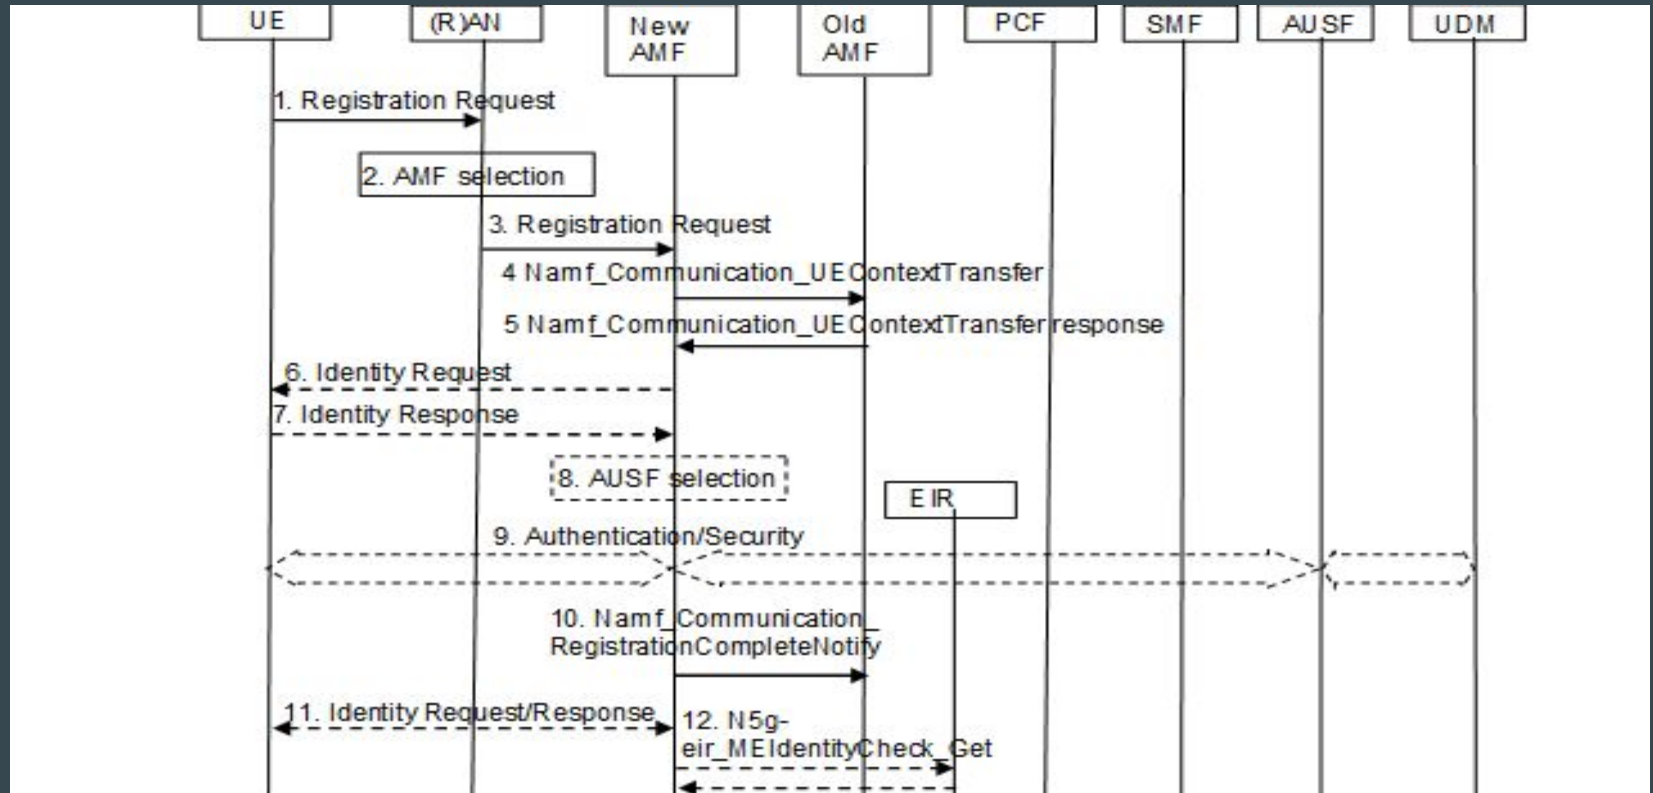 UE
(R)AN
New
AMF
Old
AMF
PCF
SMF
AUSF
UDM
1. Registration Request
2. AMF selection
3. Registration Request
4 Namf_Communication_UEContextTransfer
5 Namf_Communication_UEContextTransfer response
6. Identity Request
7. Identity Response
8. AUSF selection
EIR
9. Authentication/Security
10. Namf_Communication_
RegistrationCompleteNotify
11. Identity Request/Response
12. N5g-
eir_MEIdentityCheck_Get